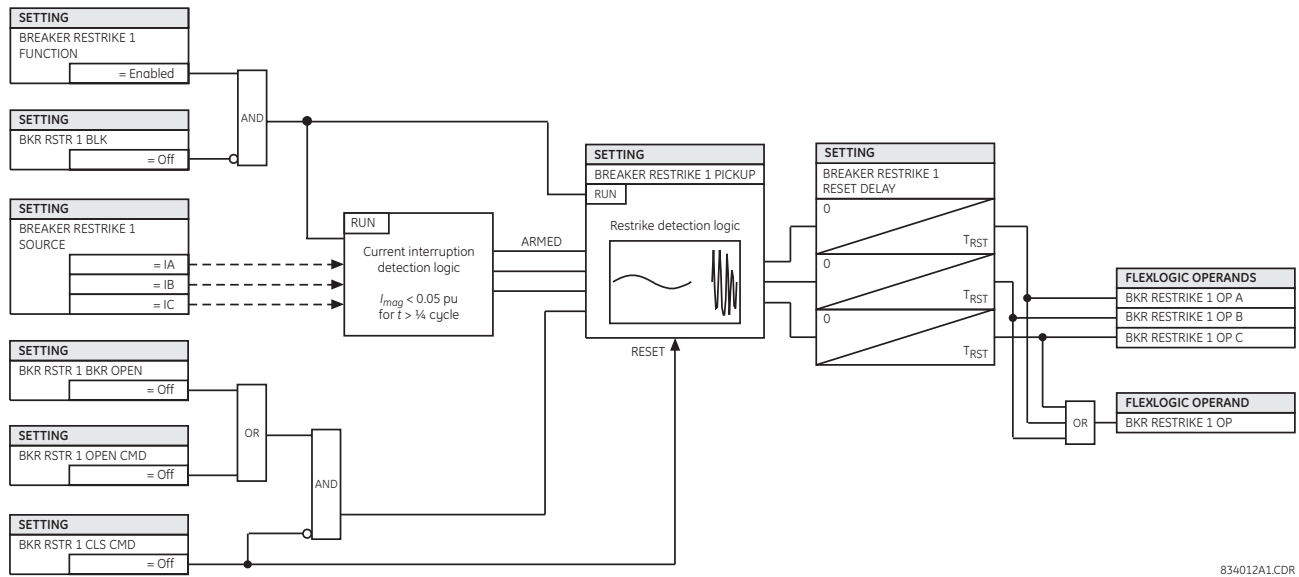 SETTING
BREAKER RESTRIKE 1
FUNCTION
= Enabled
AND
SETTING
BKR RSTR 1 BLK
= Off
SETTING
BREAKER RESTRIKE 1
SOURCE
= IA
= IB
= IC
RUN
Current interruption
detection logic
Imag < 0.05 pu
for t > ¼ cycle
ARMED
SETTING
BREAKER RESTRIKE 1 PICKUP
RUN
Restrike detection logic
RESET
SETTING
BREAKER RESTRIKE 1
RESET DELAY
0
TRST
0
TRST
0
TRST
FLEXLOGIC OPERANDS
BKR RESTRIKE 1 OP A
BKR RESTRIKE 1 OP B
BKR RESTRIKE 1 OP C
OR
FLEXLOGIC OPERAND
BKR RESTRIKE 1 OP
SETTING
BKR RSTR 1 BKR OPEN
= Off
OR
SETTING
BKR RSTR 1 OPEN CMD
= Off
AND
SETTING
BKR RSTR 1 CLS CMD
= Off
834012A1.CDR